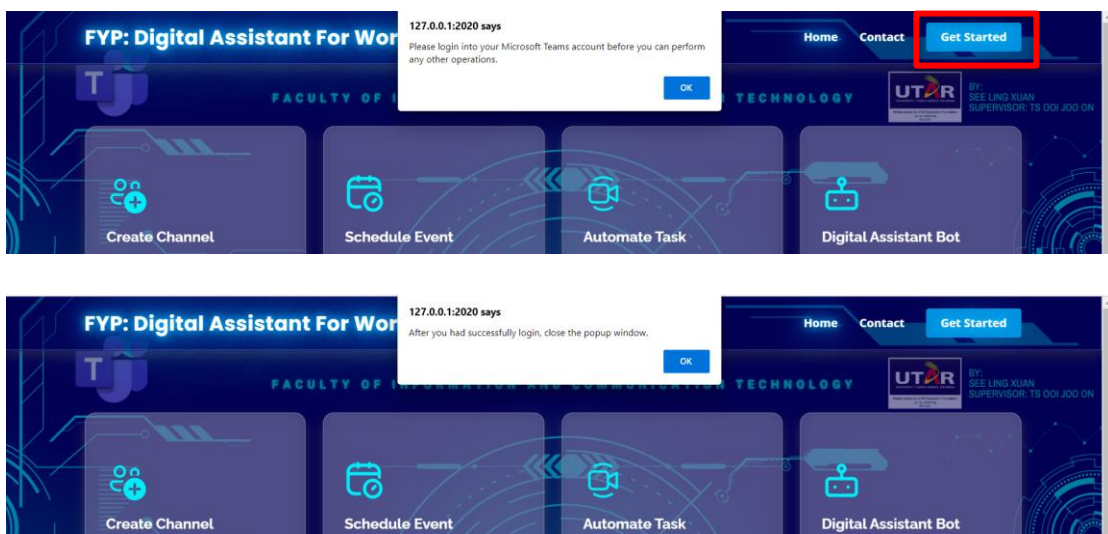 127.0.0.1:2020 says
FYP: Digital Assistant For Wor
Please login into your Microsoft Teams account before you can perform
any other operations.
Home Contact Get Started
OK
T
FACULTY OF TECHNOLOGY
UTAR
BY:
SEE LING XUAN
SUPERVISOR: TS OOI JOO ON
Create Channel Schedule Event Automate Task Digital Assistant Bot
127.0.0.1:2020 says
FYP: Digital Assistant For Wor
After you had successfully login, close the popup window.
Home Contact Get Started
OK
T
FACULTY OF INFORMATION AND COMMUNICATION TECHNOLOGY
UTAR
BY:
SEE LING XUAN
SUPERVISOR: TS OOI JOO ON
Create Channel Schedule Event Automate Task Digital Assistant Bot